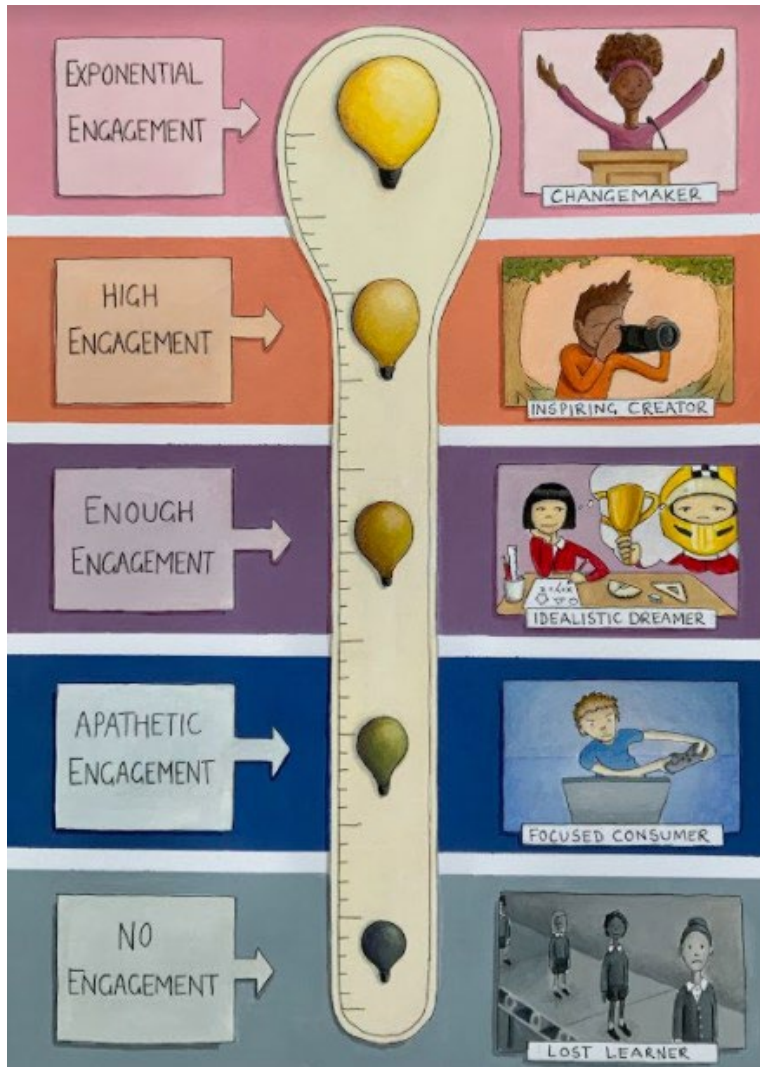 EXPONENTIAL
ENGAGEMENT
CHANGEMAKER
HIGH
ENGAGEMENT
INSPIRING CREATOR
ENOUGH
ENGAGEMENT
IDEALISTIC DREAMER
APATHETIC
ENGAGEMENT
FOCUSED CONSUMER
NO
ENGAGEMENT
LOST LEARNER